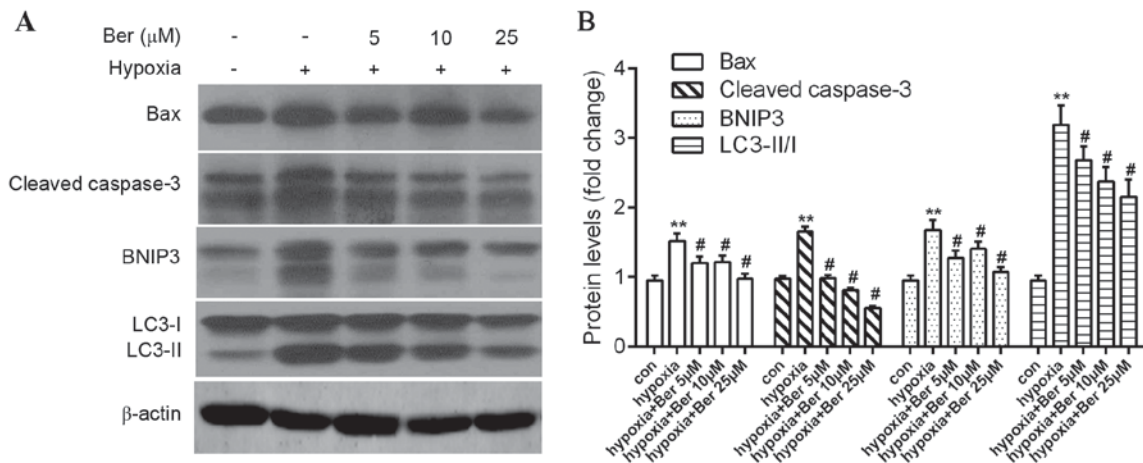 A
Ber (μM) - - 5 10 25
Hypoxia - + + + +
Bax
Cleaved caspase-3
BNIP3
LC3-I
LC3-II
β-actin
B
Protein levels (fold change)
4
3
2
1
0
Bax
Cleaved caspase-3
BNIP3
LC3-II/I
** # # #
** # # #
** # # #
** # # #
con
hypoxia
hypoxia+Ber 5μM
hypoxia+Ber 10μM
hypoxia+Ber 25μM
con
hypoxia
hypoxia+Ber 5μM
hypoxia+Ber 10μM
hypoxia+Ber 25μM
con
hypoxia
hypoxia+Ber 5μM
hypoxia+Ber 10μM
hypoxia+Ber 25μM
con
hypoxia
hypoxia+Ber 5μM
hypoxia+Ber 10μM
hypoxia+Ber 25μM